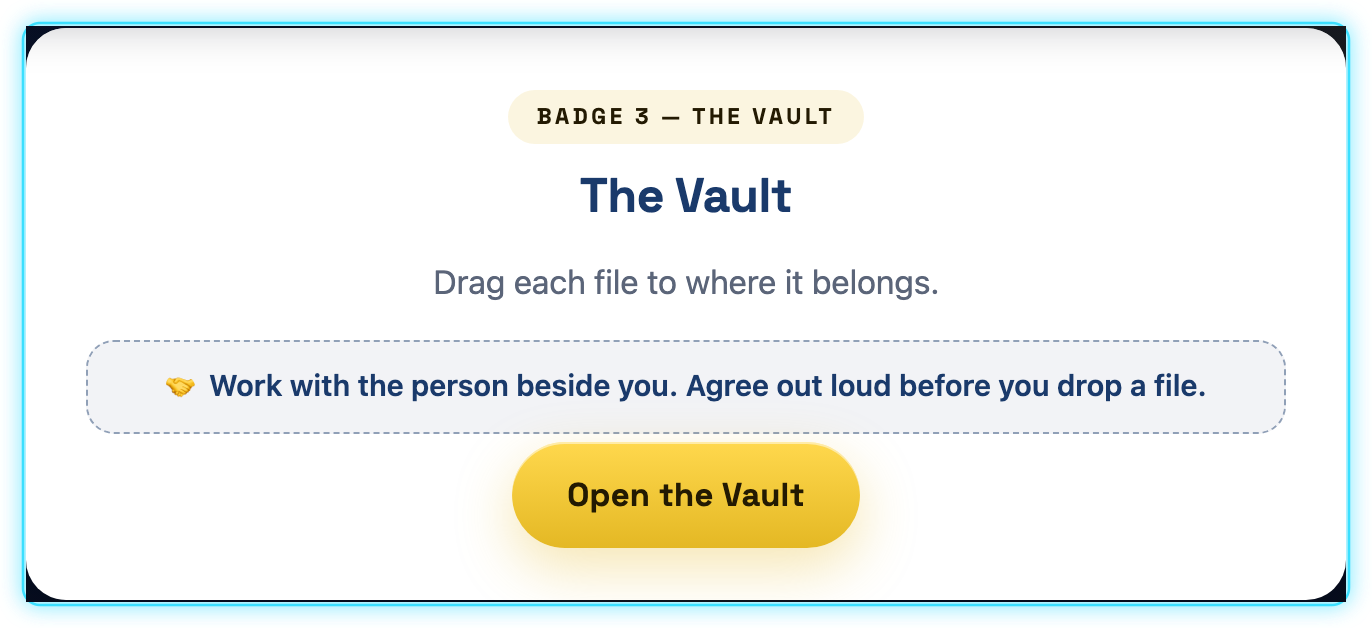 BADGE 3 — THE VAULT
The Vault
Drag each file to where it belongs.
🤝 Work with the person beside you. Agree out loud before you drop a file.
Open the Vault